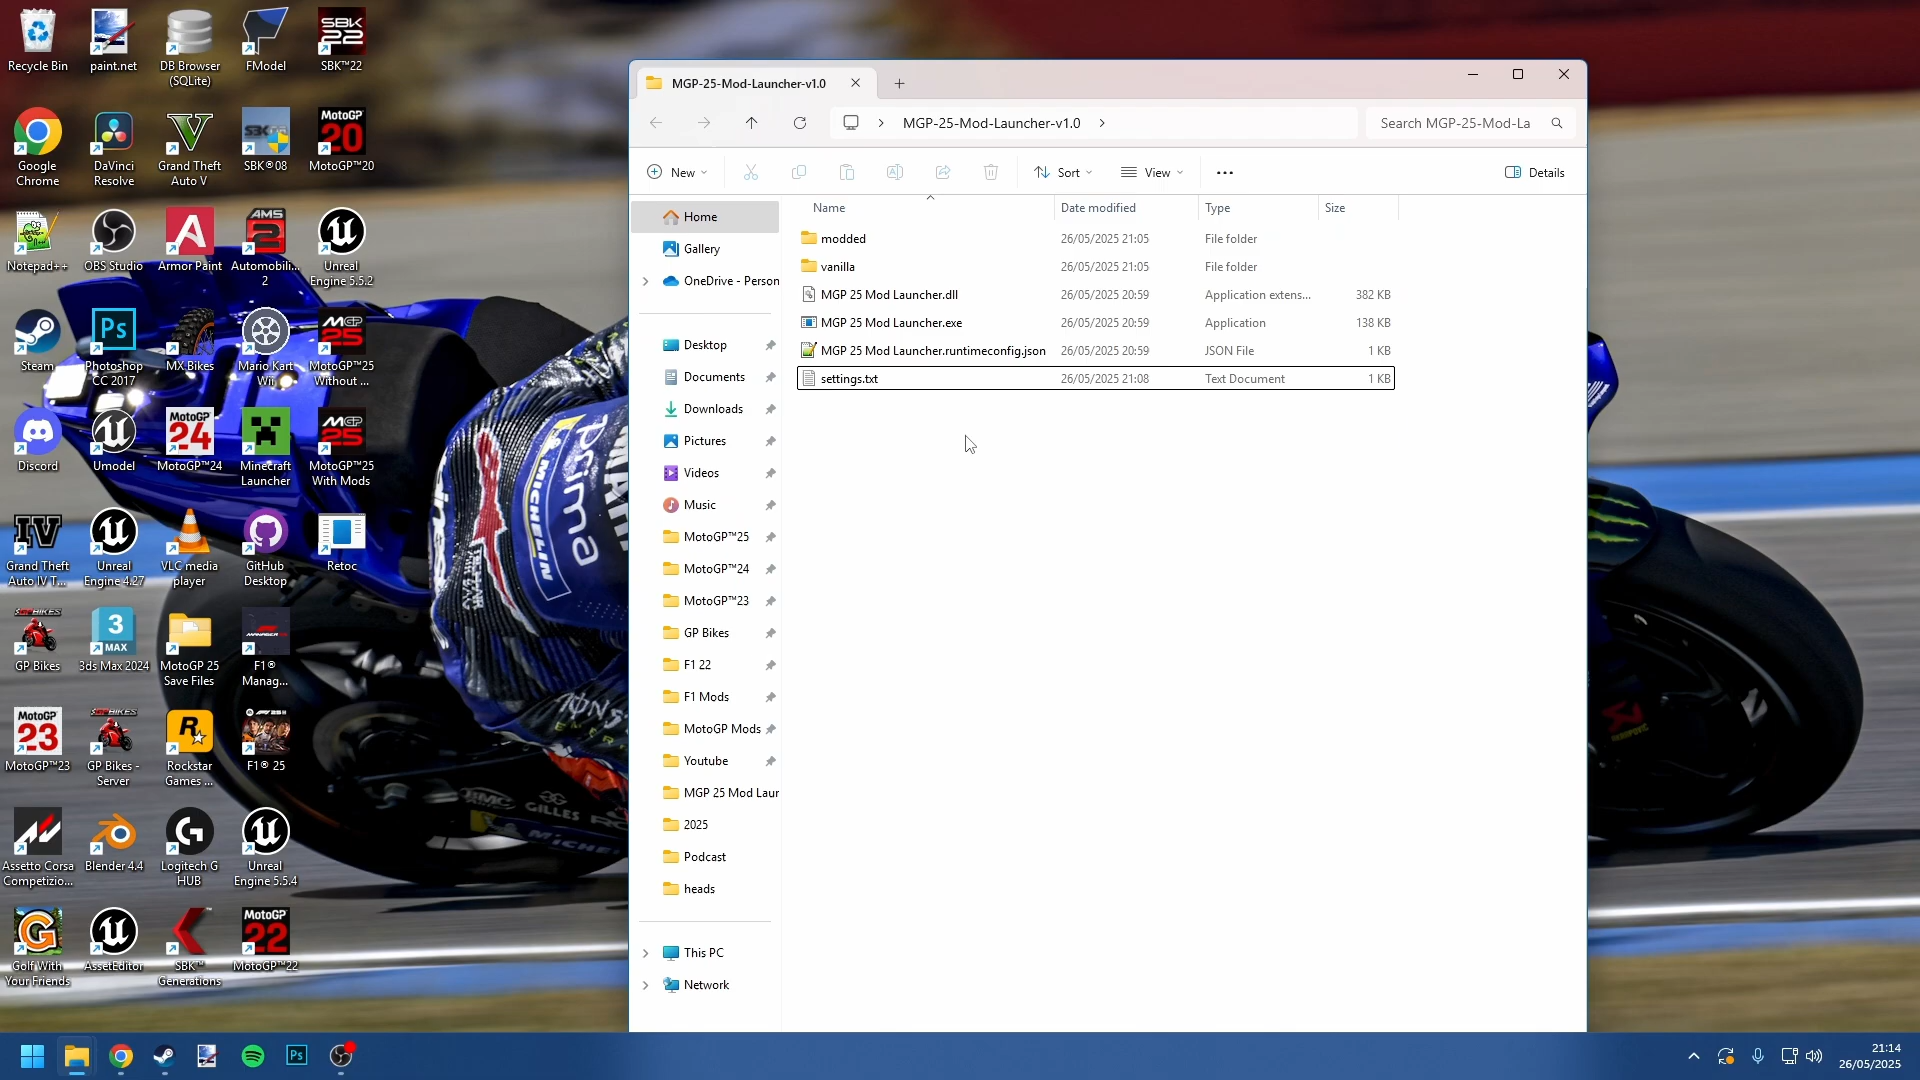 Recycle Bin
paint.net
DB Browser
(SQLite)
FModel
SBK™22
Google
Chrome
DaVinci
Resolve
Grand Theft
Auto V
SBK®08
MotoGP™20
Notepad++
OBS Studio
Armor Paint
Automobili...
2
Unreal
Engine 5.5.2
Steam
Photoshop
CC 2017
MX Bikes
Mario Kart
Wii
MotoGP™25
Without ...
Discord
Umodel
MotoGP™24
Minecraft
Launcher
MotoGP™25
With Mods
Grand Theft
Auto IV T...
Unreal
Engine 4.27
VLC media
player
GitHub
Desktop
Retoc
GP Bikes
3ds Max 2024
MotoGP 25
Save Files
F1®
Manag...
MotoGP™23
GP Bikes -
Server
Rockstar
Games ...
F1® 25
Assetto Corsa
Competizio...
Blender 4.4
Logitech G
HUB
Unreal
Engine 5.5.4
Golf With
Your Friends
AssetEditor
SBK™
Generations
MotoGP™22
MGP-25-Mod-Launcher-v1.0
MGP-25-Mod-Launcher-v1.0
Search MGP-25-Mod-La
New
Sort
View
Details
Name
Date modified
Type
Size
modded
26/05/2025 21:05
File folder
vanilla
26/05/2025 21:05
File folder
MGP 25 Mod Launcher.dll
26/05/2025 20:59
Application extens...
382 KB
MGP 25 Mod Launcher.exe
26/05/2025 20:59
Application
138 KB
MGP 25 Mod Launcher.runtimeconfig.json
26/05/2025 20:59
JSON File
1 KB
settings.txt
26/05/2025 21:08
Text Document
1 KB
Home
Gallery
OneDrive - Person
Desktop
Documents
Downloads
Pictures
Videos
Music
MotoGP™25
MotoGP™24
MotoGP™23
GP Bikes
F1 22
F1 Mods
MotoGP Mods
Youtube
MGP 25 Mod Laur
2025
Podcast
heads
This PC
Network
prima
MICHELIN
GILLES
21:14
26/05/2025